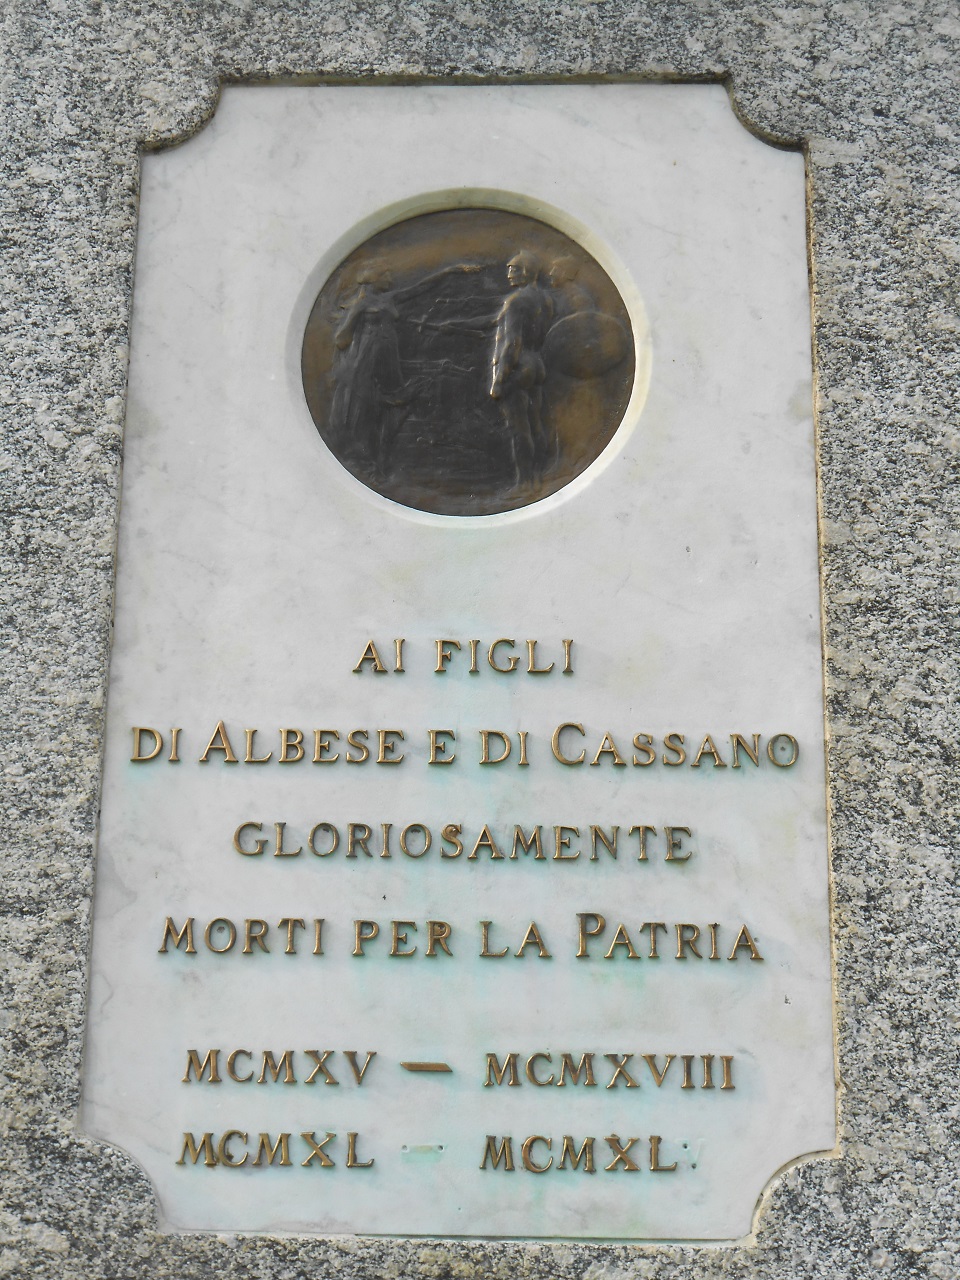 AI FIGLI
DI ALBESE E DI CASSANO
GLORIOSAMENTE
MORTI PER LA PATRIA
MCMXV — MCMXVIII
MCMXL MCMXL